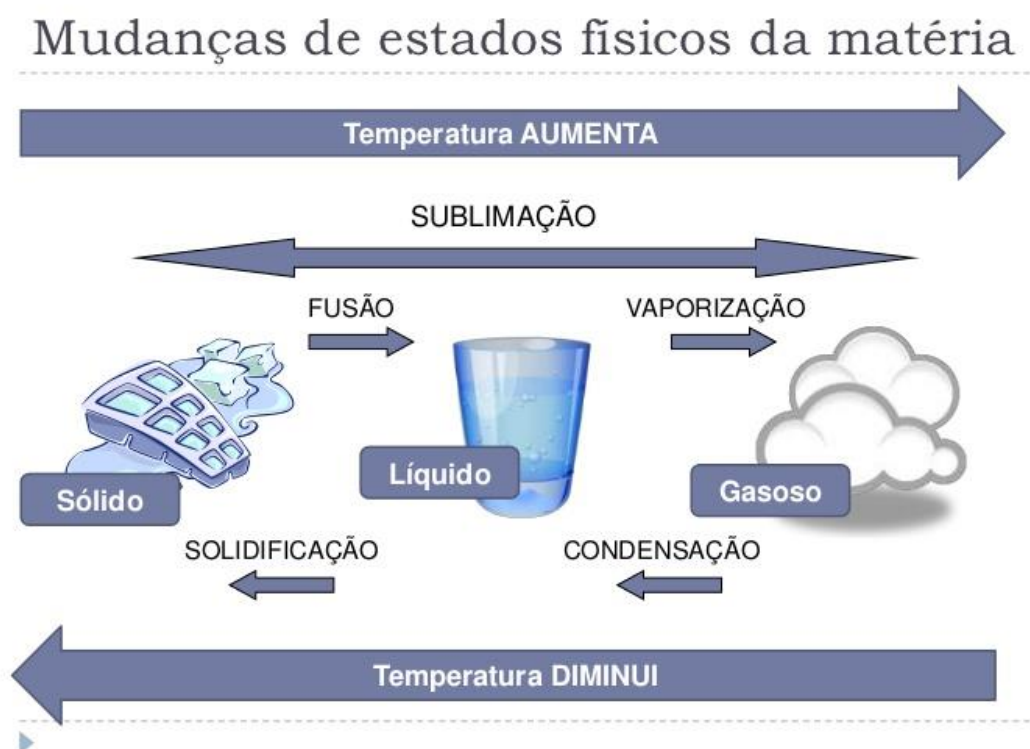 Mudanças de estados físicos da matéria
Temperatura AUMENTA
SUBLIMAÇÃO
FUSÃO
VAPORIZAÇÃO
Sólido
Líquido
Gasoso
SOLIDIFICAÇÃO
CONDENSAÇÃO
Temperatura DIMINUI